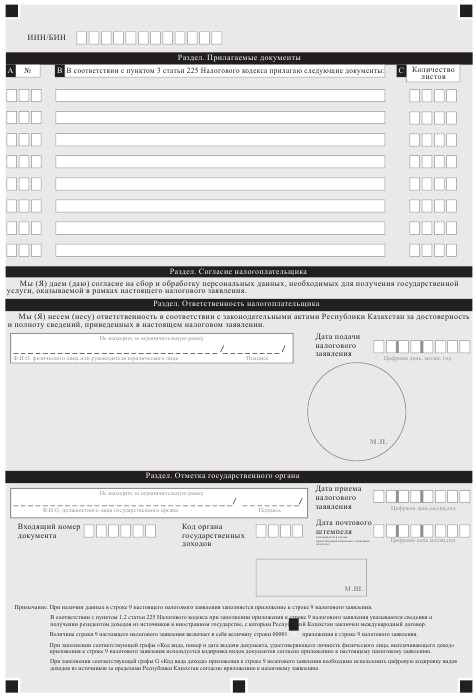 ИИН/БИН
Раздел. Прилагаемые документы
A № B В соответствии с пунктом 3 статьи 225 Налогового кодекса прилагаю следующие документы: C Количество
листов
Раздел. Согласие налогоплательщика
Мы (Я) даем (даю) согласие на сбор и обработку персональных данных, необходимых для получения государственной
услуги, оказываемой в рамках настоящего налогового заявления.
Раздел. Ответственность налогоплательщика
Мы (Я) несем (несу) ответственность в соответствии с законодательными актами Республики Казахстан за достоверность
и полноту сведений, приведенных в настоящем налоговом заявлении.
Не выходить за ограничительную рамку
/ /
Ф.И.О. физического лица или руководителя юридического лица Подпись
Дата подачи
налогового
заявления
Цифрами день, месяц, год
М.П.
Раздел. Отметка государственного органа
Не выходить за ограничительную рамку
/ /
Ф.И.О. должностного лица государственного органа Подпись
Дата приема
налогового
заявления
Цифрами день,месяц,год
Входящий номер
документа
Код органа
государственных
доходов
Дата почтового
штемпеля
Цифрами день,месяц,год
М.Ш.
Примечание. При наличии данных в строке 9 настоящего налогового заявления заполняется приложение к строке 9 налогового заявления.
В соответствии с пунктом 1,2 статьи 225 Налогового кодекса при заполнении приложения к строке 9 налогового заявления указываются сведения о
полученных резидентом доходов из источников в иностранном государстве, с которым Республикой Казахстан заключен международный договор
Величина строки 9 настоящего налогового заявления включает в себя величину строки 00001 приложения к строке 9 налогового заявления.
При заполнении соответствующей графы «Код вида, номер и дата выдачи документа, удостоверяющего личность физического лица, выплачивающего доход»
приложения к строке 9 налогового заявления используется кодировка видов документов согласно приложению к настоящему налоговому заявлению.
При заполнении соответствующей графы G «Код вида дохода» приложения к строке 9 налогового заявления необходимо использовать цифровую кодировку видов
доходов из источников за пределами Республики Казахстан согласно приложению к настоящему налоговому заявлению.